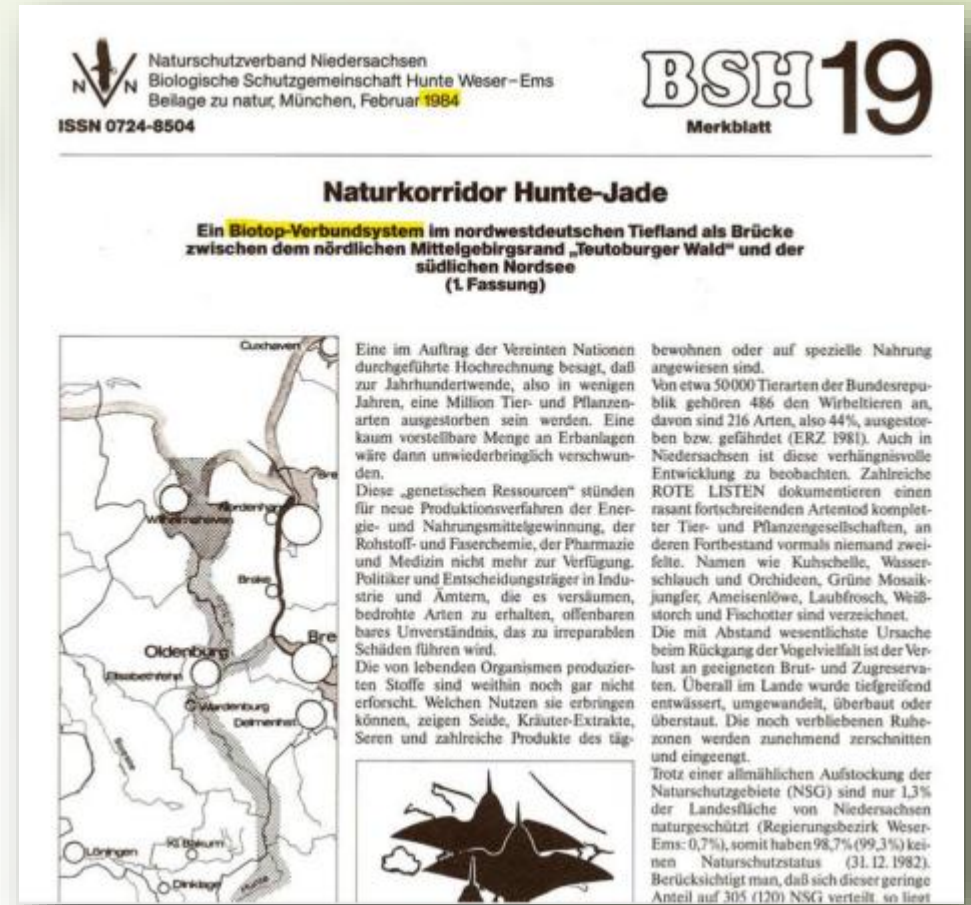 Naturschutzverband Niedersachsen
Biologische Schutzgemeinschaft Hunte Weser–Ems
Beilage zu natur, München, Februar 1984
N N
ISSN 0724-8504
BSH 19
Merkblatt
Naturkorridor Hunte-Jade
Ein Biotop-Verbundsystem im nordwestdeutschen Tiefland als Brücke
zwischen dem nördlichen Mittelgebirgsrand „Teutoburger Wald“ und der
südlichen Nordsee
(1. Fassung)
Cuxhaven
Bre
Nordenham
Wilhelmshaven
Brake
Oldenburg
Bre
Elisabethfehn
Wardenburg
Delmenhst
Löningen
Kl. Bakum
Dinklage
Hunte
Eine im Auftrag der Vereinten Nationen
durchgeführte Hochrechnung besagt, daß
zur Jahrhundertwende, also in wenigen
Jahren, eine Million Tier- und Pflanzen-
arten ausgestorben sein werden. Eine
kaum vorstellbare Menge an Erbanlagen
wäre dann unwiederbringlich verschwun-
den.
Diese „genetischen Ressourcen“ stünden
für neue Produktionsverfahren der Ener-
gie- und Nahrungsmittelgewinnung, der
Rohstoff- und Faserchemie, der Pharmazie
und Medizin nicht mehr zur Verfügung.
Politiker und Entscheidungsträger in Indu-
strie und Ämtern, die es versäumen,
bedrohte Arten zu erhalten, offenbaren
bares Unverständnis, das zu irreparablen
Schäden führen wird.
Die von lebenden Organismen produzier-
ten Stoffe sind weithin noch gar nicht
erforscht. Welchen Nutzen sie erbringen
können, zeigen Seide, Kräuter-Extrakte,
Seren und zahlreiche Produkte des täg-
bewohnen oder auf spezielle Nahrung
angewiesen sind.
Von etwa 50000 Tierarten der Bundesrepu-
blik gehören 486 den Wirbeltieren an,
davon sind 216 Arten, also 44%, ausgestor-
ben bzw. gefährdet (ERZ 1981). Auch in
Niedersachsen ist diese verhängnisvolle
Entwicklung zu beobachten. Zahlreiche
ROTE LISTEN dokumentieren einen
rasant fortschreitenden Artentod komplet-
ter Tier- und Pflanzengesellschaften, an
deren Fortbestand vormals niemand zwei-
felte. Namen wie Kuhschelle, Wasser-
schlauch und Orchideen, Grüne Mosaik-
jungfer, Ameisenlöwe, Laubfrosch, Weiß-
storch und Fischotter sind verzeichnet.
Die mit Abstand wesentlichste Ursache
beim Rückgang der Vogelvielfalt ist der Ver-
lust an geeigneten Brut- und Zugreserva-
ten. Überall im Lande wurde tiefgreifend
entwässert, umgewandelt, überbaut oder
überstaut. Die noch verbliebenen Ruhe-
zonen werden zunehmend zerschnitten
und eingeengt.
Trotz einer allmählichen Aufstockung der
Naturschutzgebiete (NSG) sind nur 1,3%
der Landesfläche von Niedersachsen
naturgeschützt (Regierungsbezirk Weser-
Ems: 0,7%), somit haben 98,7% (99,3%) kei-
nen Naturschutzstatus (31. 12. 1982).
Berücksichtigt man, daß sich dieser geringe
Anteil auf 305 (120) NSG verteilt, so liegt